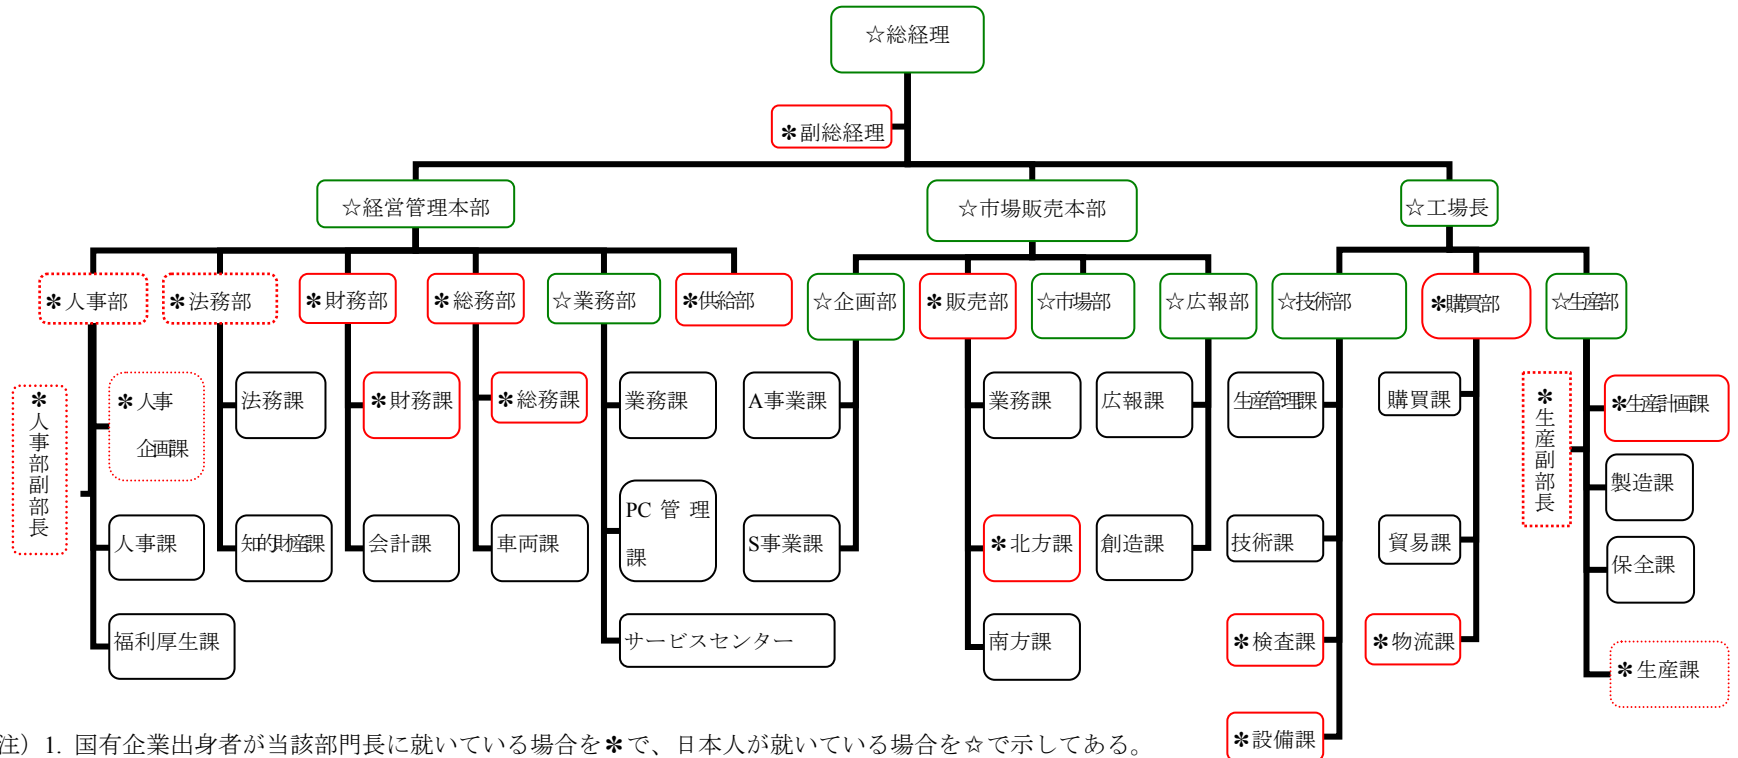 ☆総経理
✽副総経理
☆経営管理本部
☆市場販売本部
☆工場長
✽人事部
✽法務部
✽財務部
✽総務部
☆業務部
✽供給部
☆企画部
✽販売部
☆市場部
☆広報部
☆技術部
✽購買部
☆生産部
✽人事部副部長
✽人事
企画課
人事課
福利厚生課
法務課
知的財産課
✽財務課
会計課
✽総務課
車両課
業務課
PC 管 理
課
サービスセンター
A事業課
S事業課
業務課
✽北方課
南方課
広報課
創造課
生産管理課
技術課
✽検査課
✽設備課
購買課
貿易課
✽物流課
✽生産副部長
✽生産計画課
製造課
保全課
✽生産課
注）1. 国有企業出身者が当該部門長に就いている場合を✽で、日本人が就いている場合を☆で示してある。